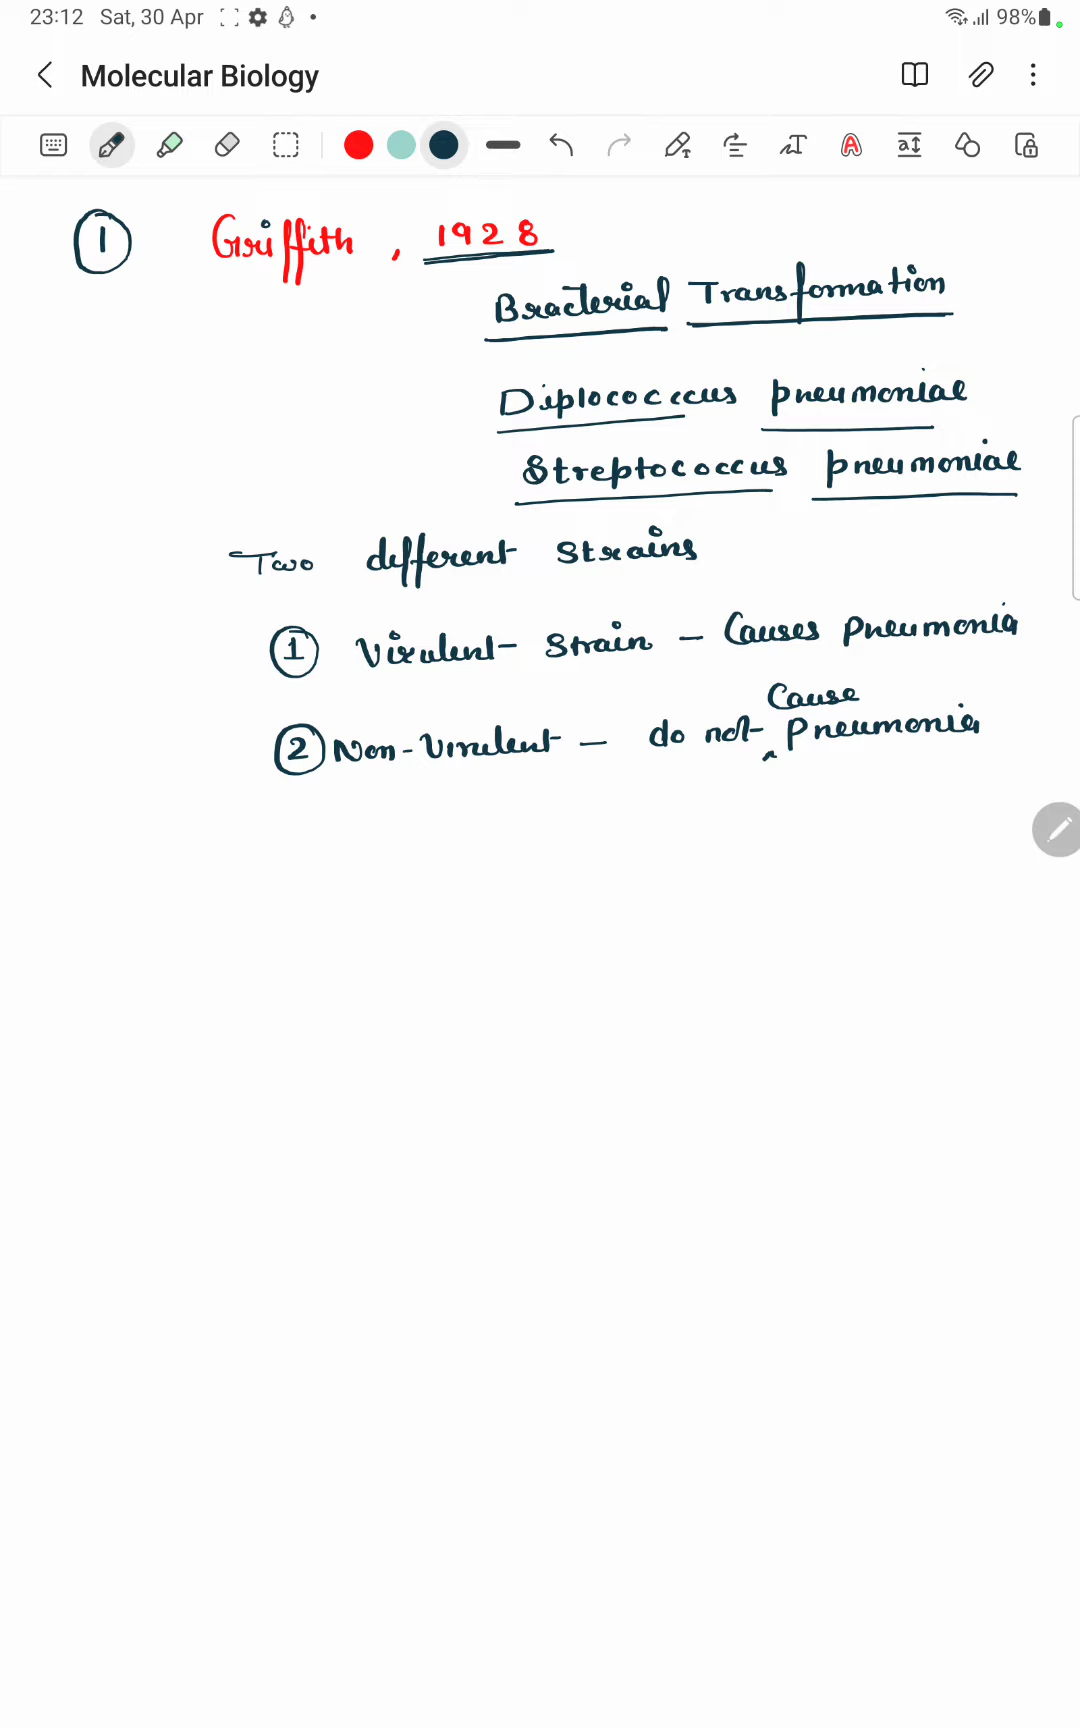 23:12 Sat, 30 Apr 98%
Molecular Biology
1 Griffith, 1928
Bacterial Transformation
Diplococcus pneumoniae
Streptococcus pneumoniae
Two different strains
1 Virulent Strain - Causes Pneumonia
Cause
2 Non-Virulent - do not ^ Pneumonia